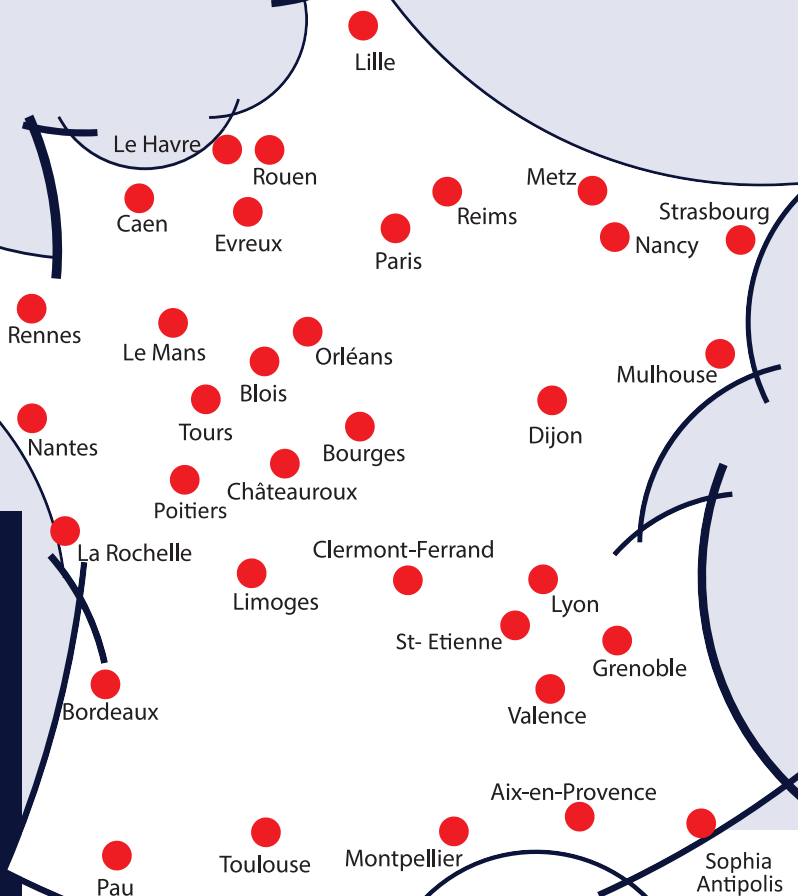 Lille
Le Havre
Rouen
Metz
Reims
Strasbourg
Caen
Evreux
Nancy
Paris
Rennes
Le Mans
Orléans
Mulhouse
Blois
Tours
Dijon
Nantes
Bourges
Châteauroux
Poitiers
Clermont-Ferrand
La Rochelle
Limoges
Lyon
St- Etienne
Grenoble
Bordeaux
Valence
Aix-en-Provence
Montpellier
Toulouse
Sophia
Antipolis
Pau